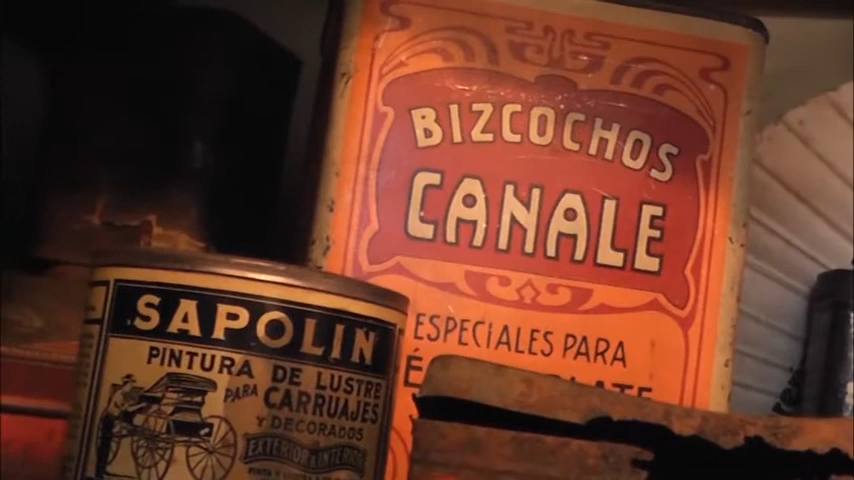 BIZCOCHOS
CANALE
ESPECIALES PARA
SAPOLIN
PINTURA DE LUSTRE
PARA CARRUAJES
Y DECORADOS
EXTERIOR & INTERIOR